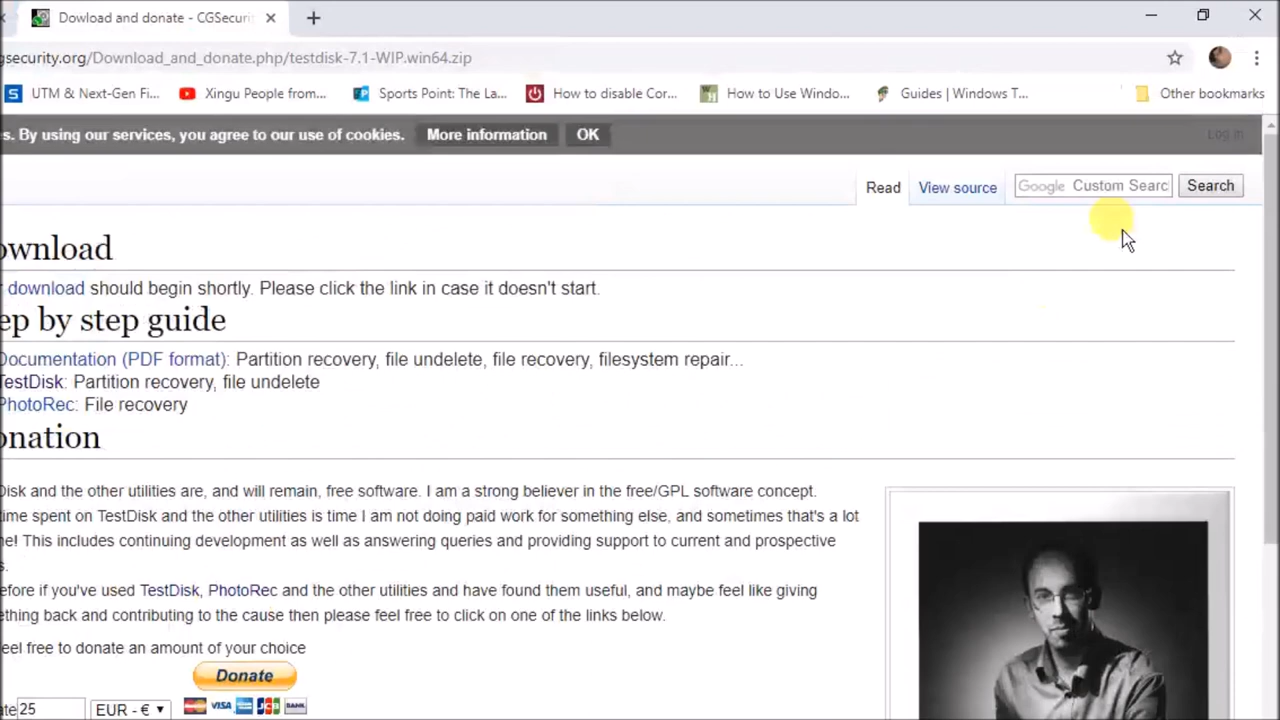 Dowload and donate - CGSecuri
gsecurity.org/Download_and_donate.php/testdisk-7.1-WIP.win64.zip
S UTM & Next-Gen Fi... Xingu People from... Sports Point: The La... How to disable Cor... How to Use Windo... Guides | Windows T... Other bookmarks
s. By using our services, you agree to our use of cookies. More information OK Log in
Read View source Google Custom Searc Search
ownload
r download should begin shortly. Please click the link in case it doesn't start.
ep by step guide
Documentation (PDF format): Partition recovery, file undelete, file recovery, filesystem repair...
TestDisk: Partition recovery, file undelete
PhotoRec: File recovery
onation
Disk and the other utilities are, and will remain, free software. I am a strong believer in the free/GPL software concept.
time spent on TestDisk and the other utilities is time I am not doing paid work for something else, and sometimes that's a lot
ne! This includes continuing development as well as answering queries and providing support to current and prospective
s.
efore if you've used TestDisk, PhotoRec and the other utilities and have found them useful, and maybe feel like giving
ething back and contributing to the cause then please feel free to click on one of the links below.
eel free to donate an amount of your choice
Donate
ate 25 EUR - € VISA JCB BANK